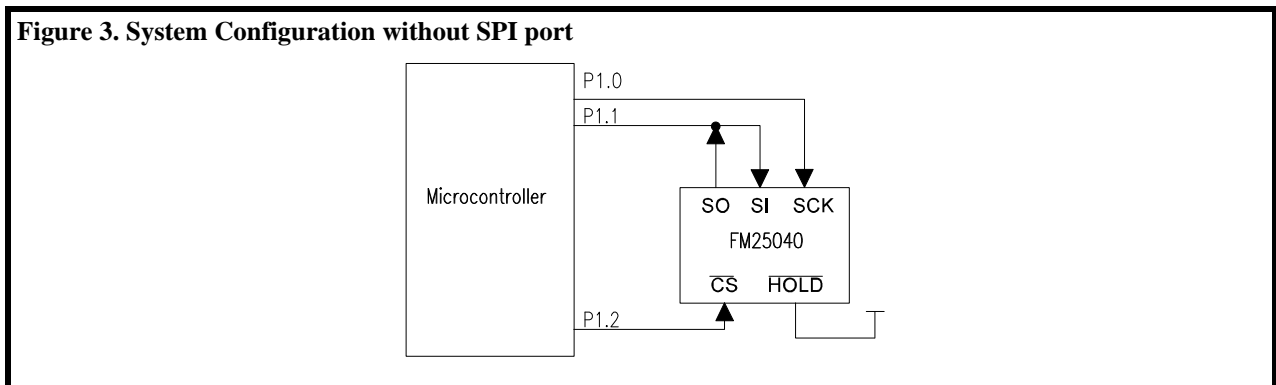 Figure 3. System Configuration without SPI port
P1.0
P1.1
Microcontroller
SO SI SCK
FM25040
CS HOLD
P1.2